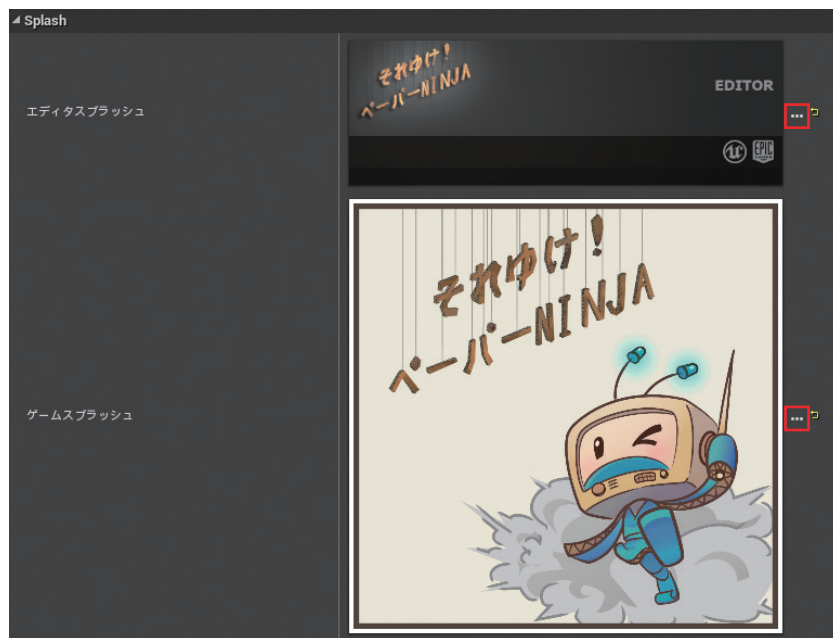 Splash
それゆけ!
ペーパーNINJA
EDITOR
エディタスプラッシュ
EPIC
それゆけ!
ペーパーNINJA
ゲームスプラッシュ